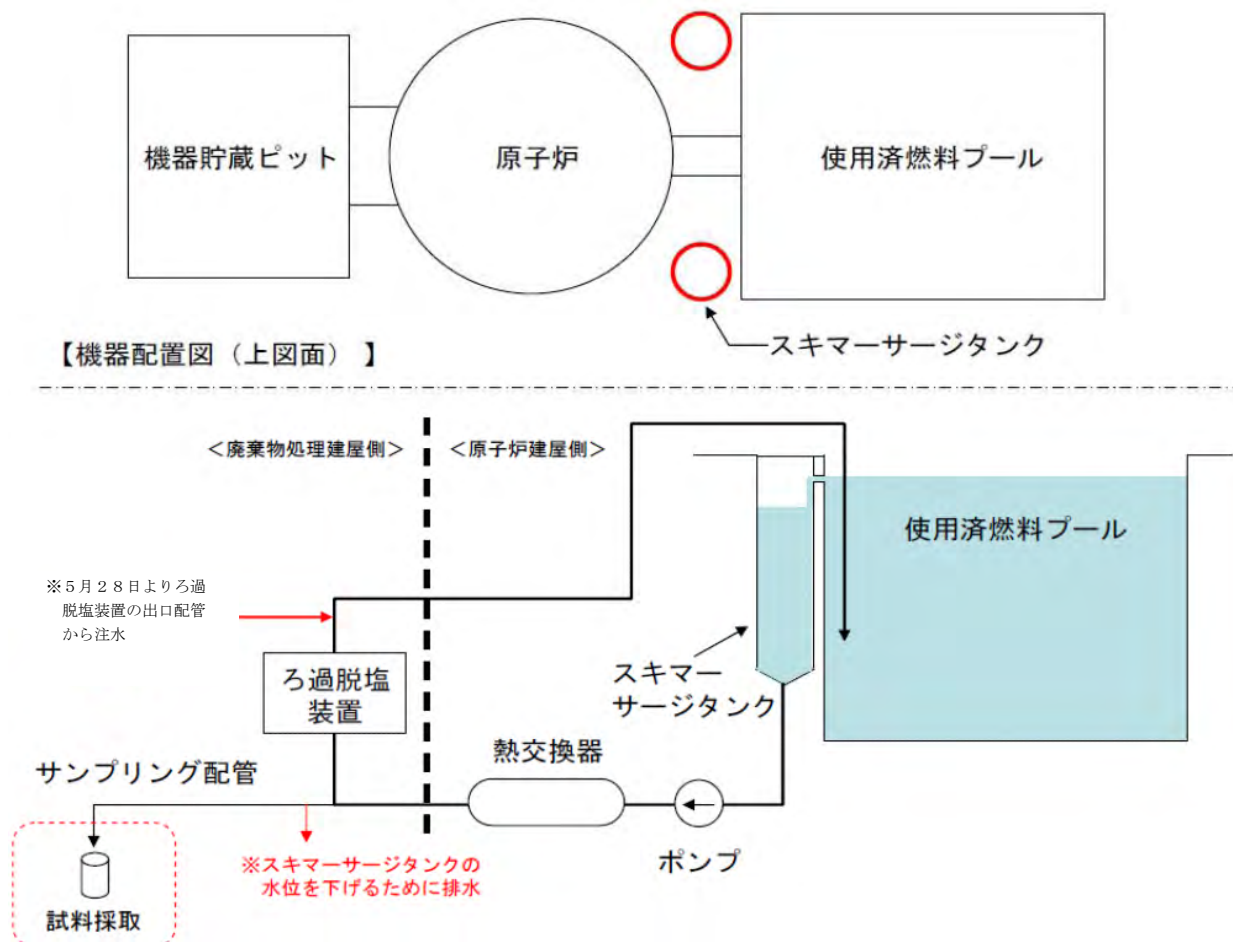 機器貯蔵ピット
原子炉
使用済燃料プール
スキマーサージタンク
【機器配置図（上図面） 】
＜廃棄物処理建屋側＞
＜原子炉建屋側＞
使用済燃料プール
※５月２８日よりろ過
脱塩装置の出口配管
から注水
スキマー
サージタンク
ろ過脱塩
装置
熱交換器
サンプリング配管
ポンプ
※スキマーサージタンクの
水位を下げるために排水
試料採取